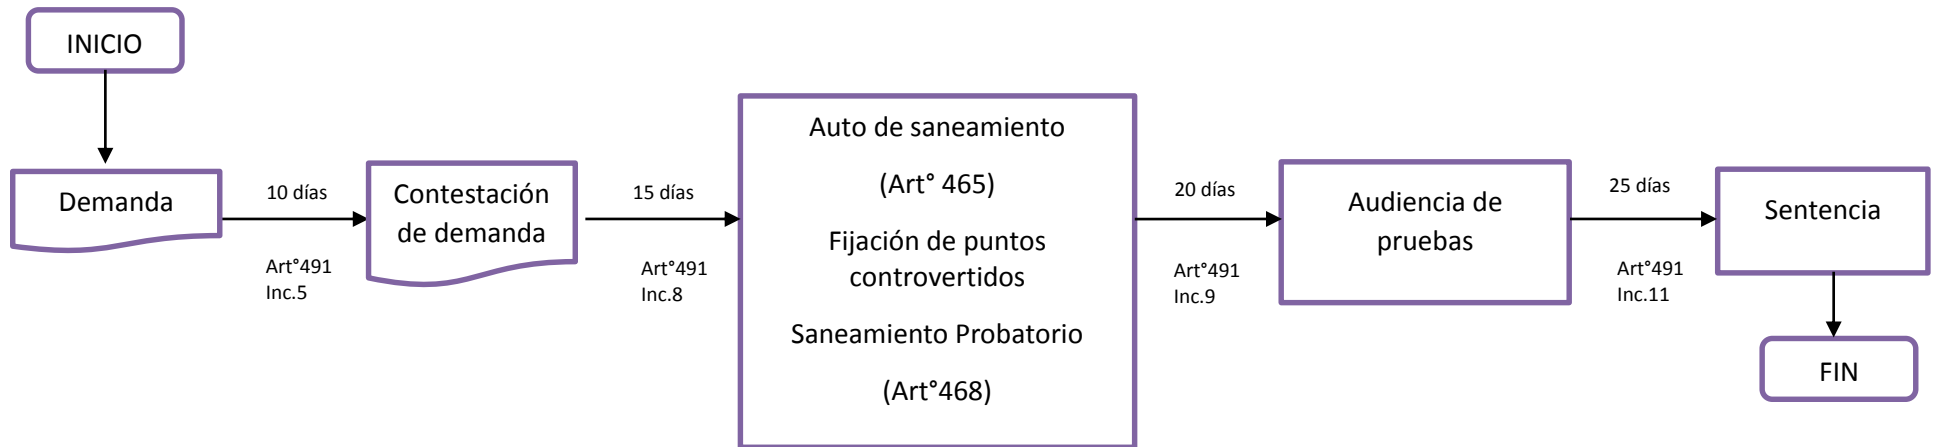 INICIO
Demanda
10 días
Art°491
Inc.5
Contestación
de demanda
15 días
Art°491
Inc.8
Auto de saneamiento
(Art° 465)
Fijación de puntos
controvertidos
Saneamiento Probatorio
(Art°468)
20 días
Art°491
Inc.9
Audiencia de
pruebas
25 días
Art°491
Inc.11
Sentencia
FIN